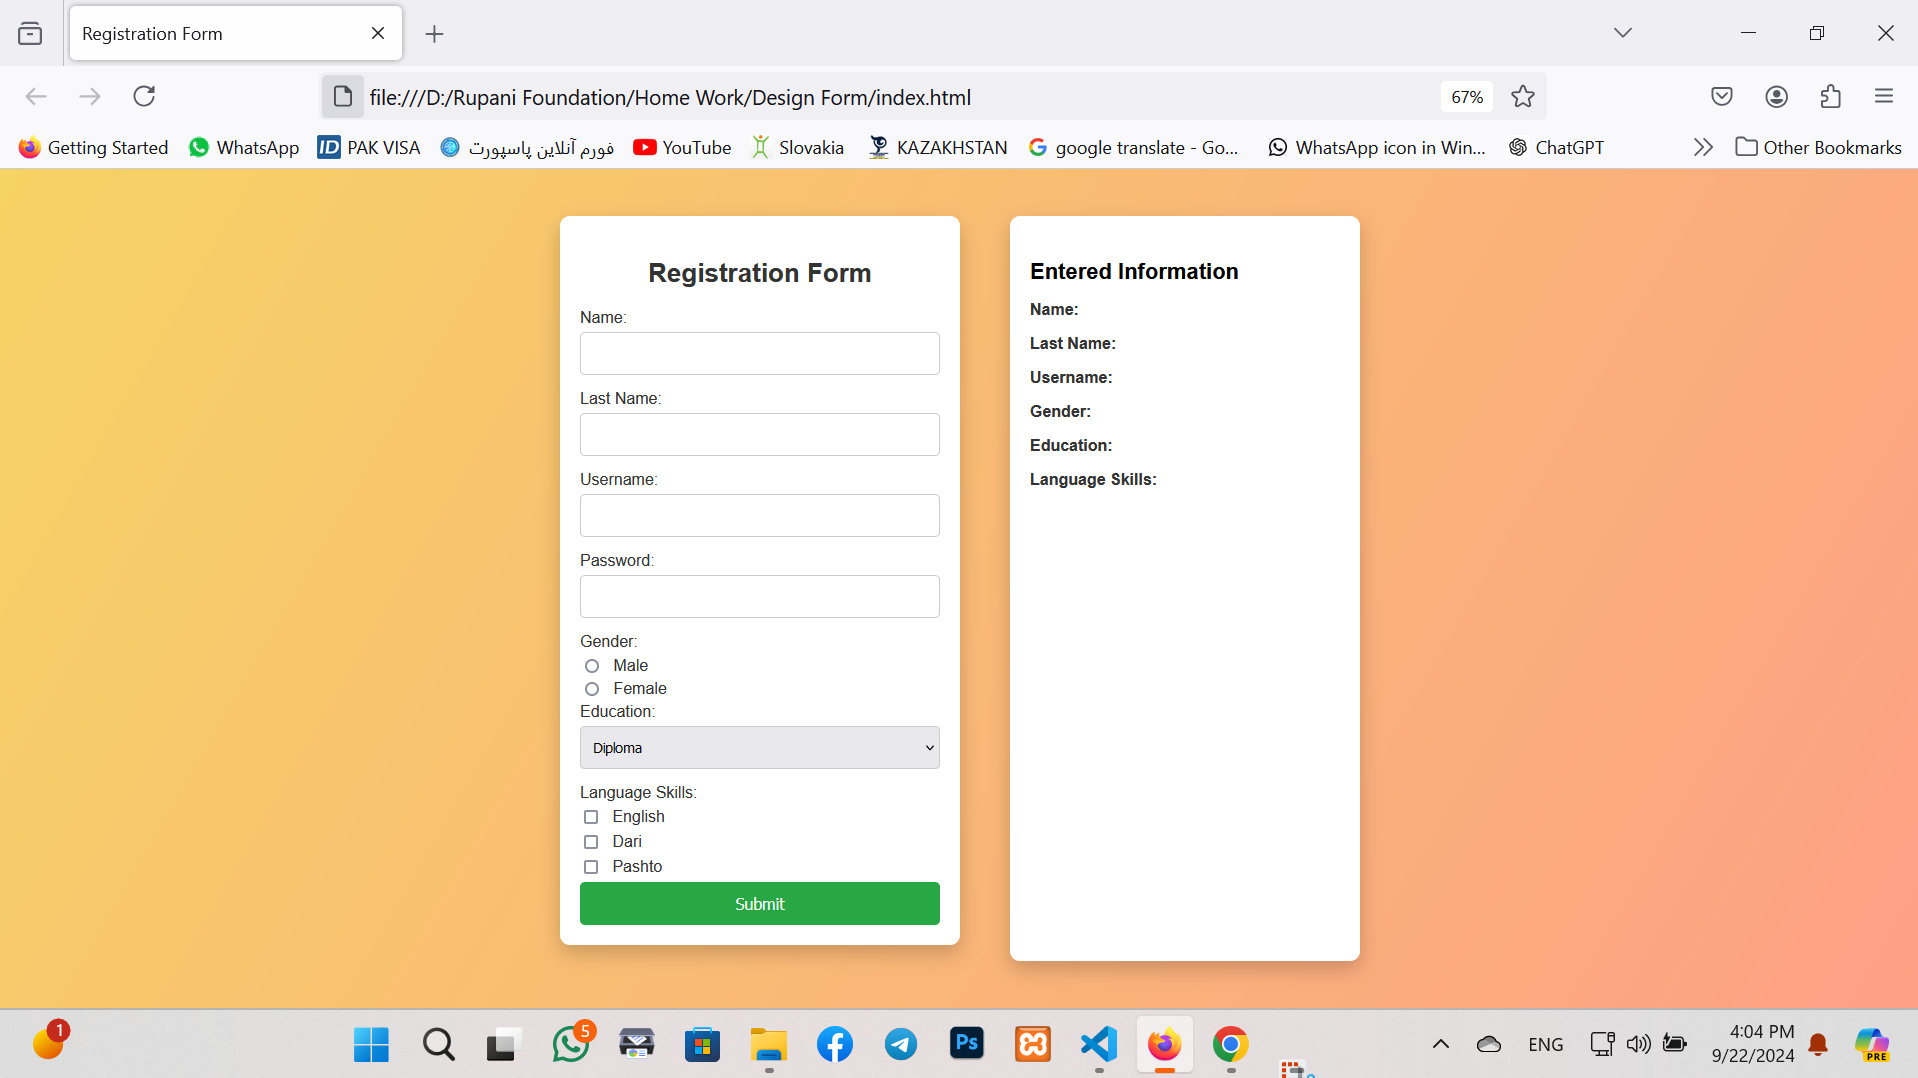 Registration Form
file:///D:/Rupani Foundation/Home Work/Design Form/index.html
67%
Getting Started
WhatsApp
PAK VISA
فورم آنلاین پاسپورت
YouTube
Slovakia
KAZAKHSTAN
google translate - Go...
WhatsApp icon in Win...
ChatGPT
Other Bookmarks
Registration Form
Name:
Last Name:
Username:
Password:
Gender:
Male
Female
Education:
Diploma
Language Skills:
English
Dari
Pashto
Submit
Entered Information
Name:
Last Name:
Username:
Gender:
Education:
Language Skills:
1
5
Ps
ENG
4:04 PM
9/22/2024
PRE